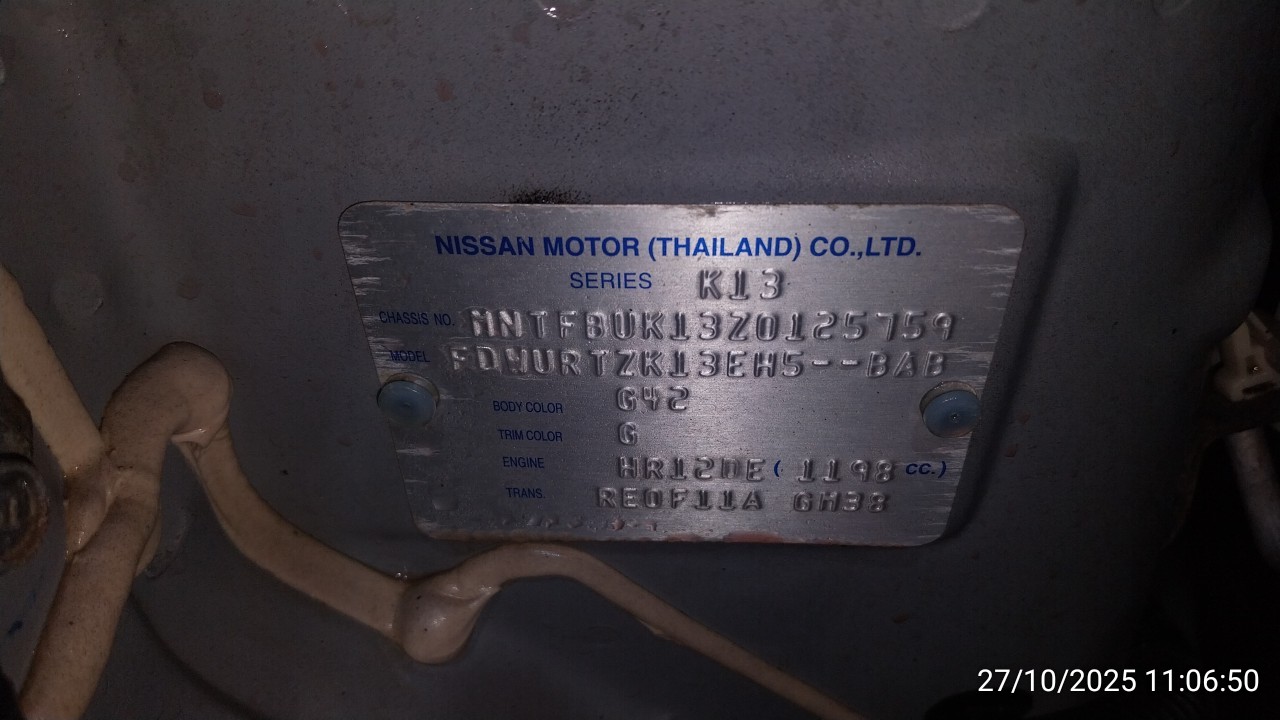 NISSAN MOTOR (THAILAND) CO.,LTD.
SERIES K13
CHASSIS NO. MNTFBUK13Z0125759
MODEL FDWURTZK13EH5--BAB
BODY COLOR G42
TRIM COLOR G
ENGINE HR12DE ( 1198 CC.)
TRANS. RE0F11A GH38
27/10/2025 11:06:50